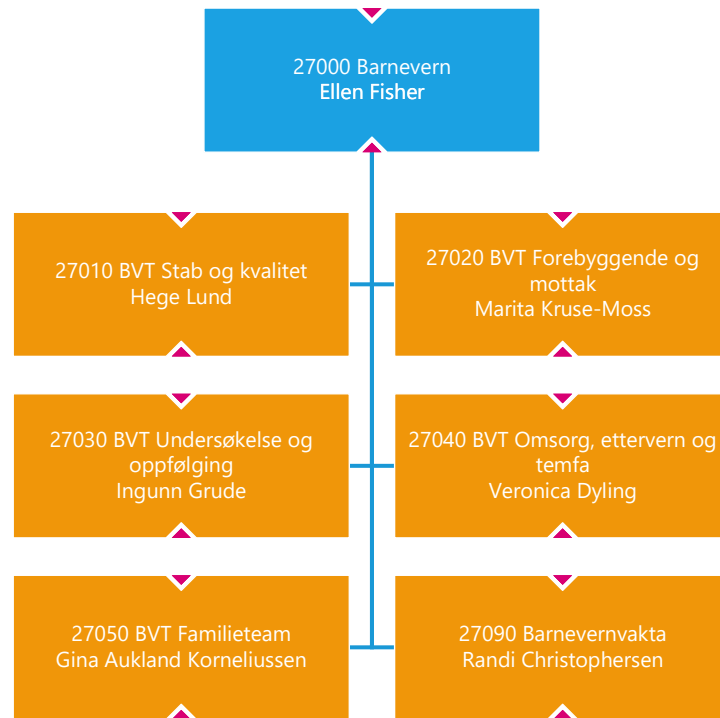 27000 Barnevern
Ellen Fisher
27010 BVT Stab og kvalitet
Hege Lund
27020 BVT Forebyggende og
mottak
Marita Kruse-Moss
27030 BVT Undersøkelse og
oppfølging
Ingunn Grude
27040 BVT Omsorg, ettervern og
temfa
Veronica Dyling
27050 BVT Familieteam
Gina Aukland Korneliussen
27090 Barnevernvakta
Randi Christophersen